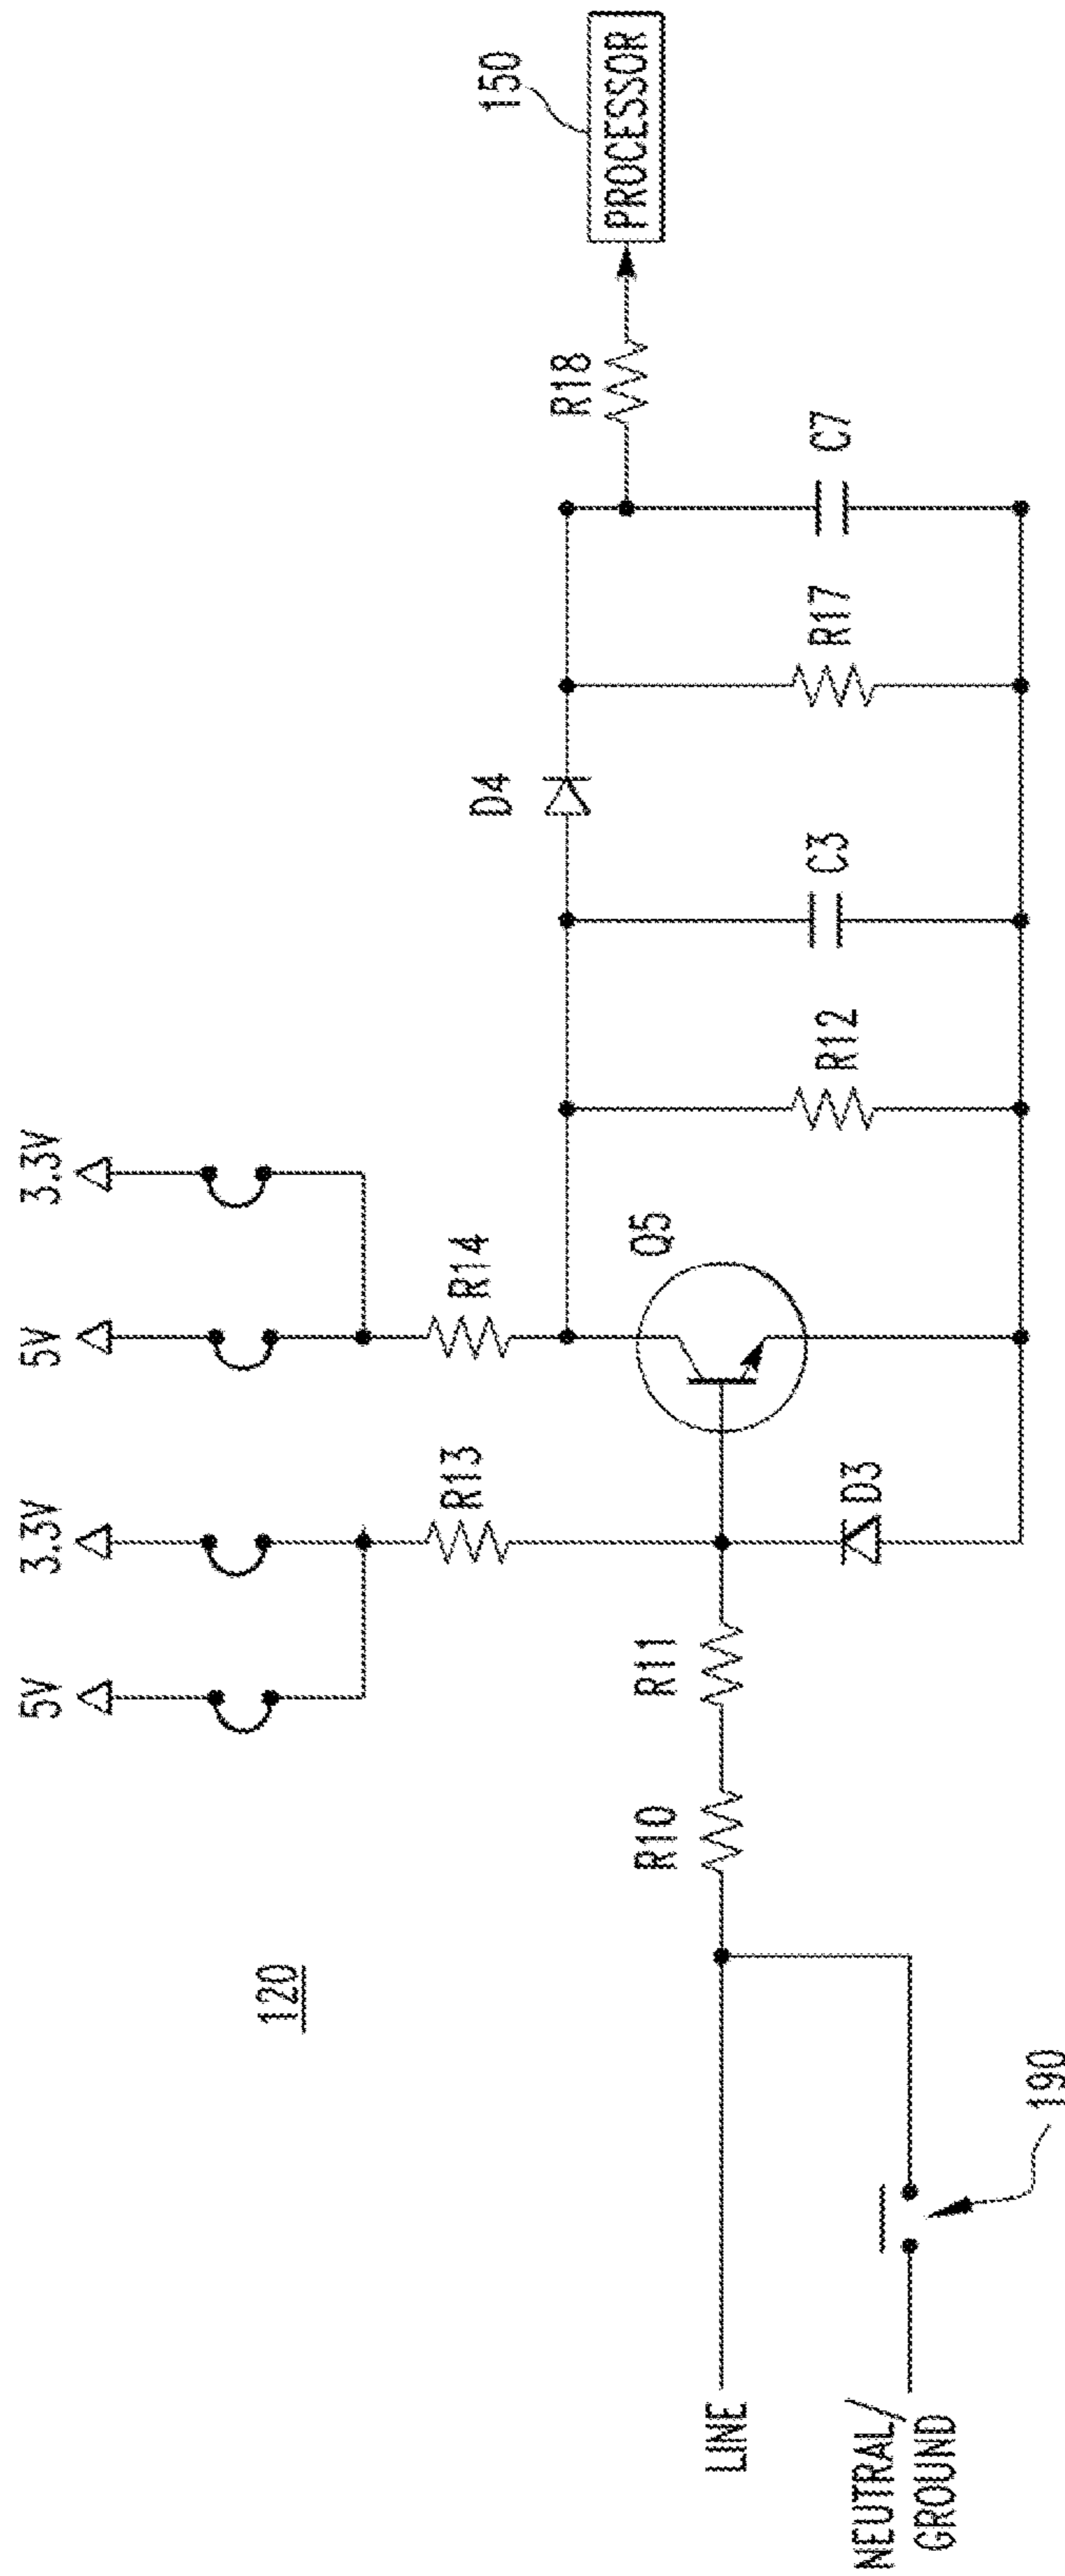 120
5V
3.3V
5V
3.3V
R13
R14
Q5
D4
R18
150
PROCESSOR
LINE
R10
R11
D3
R12
C3
R17
C7
NEUTRAL/
GROUND
190